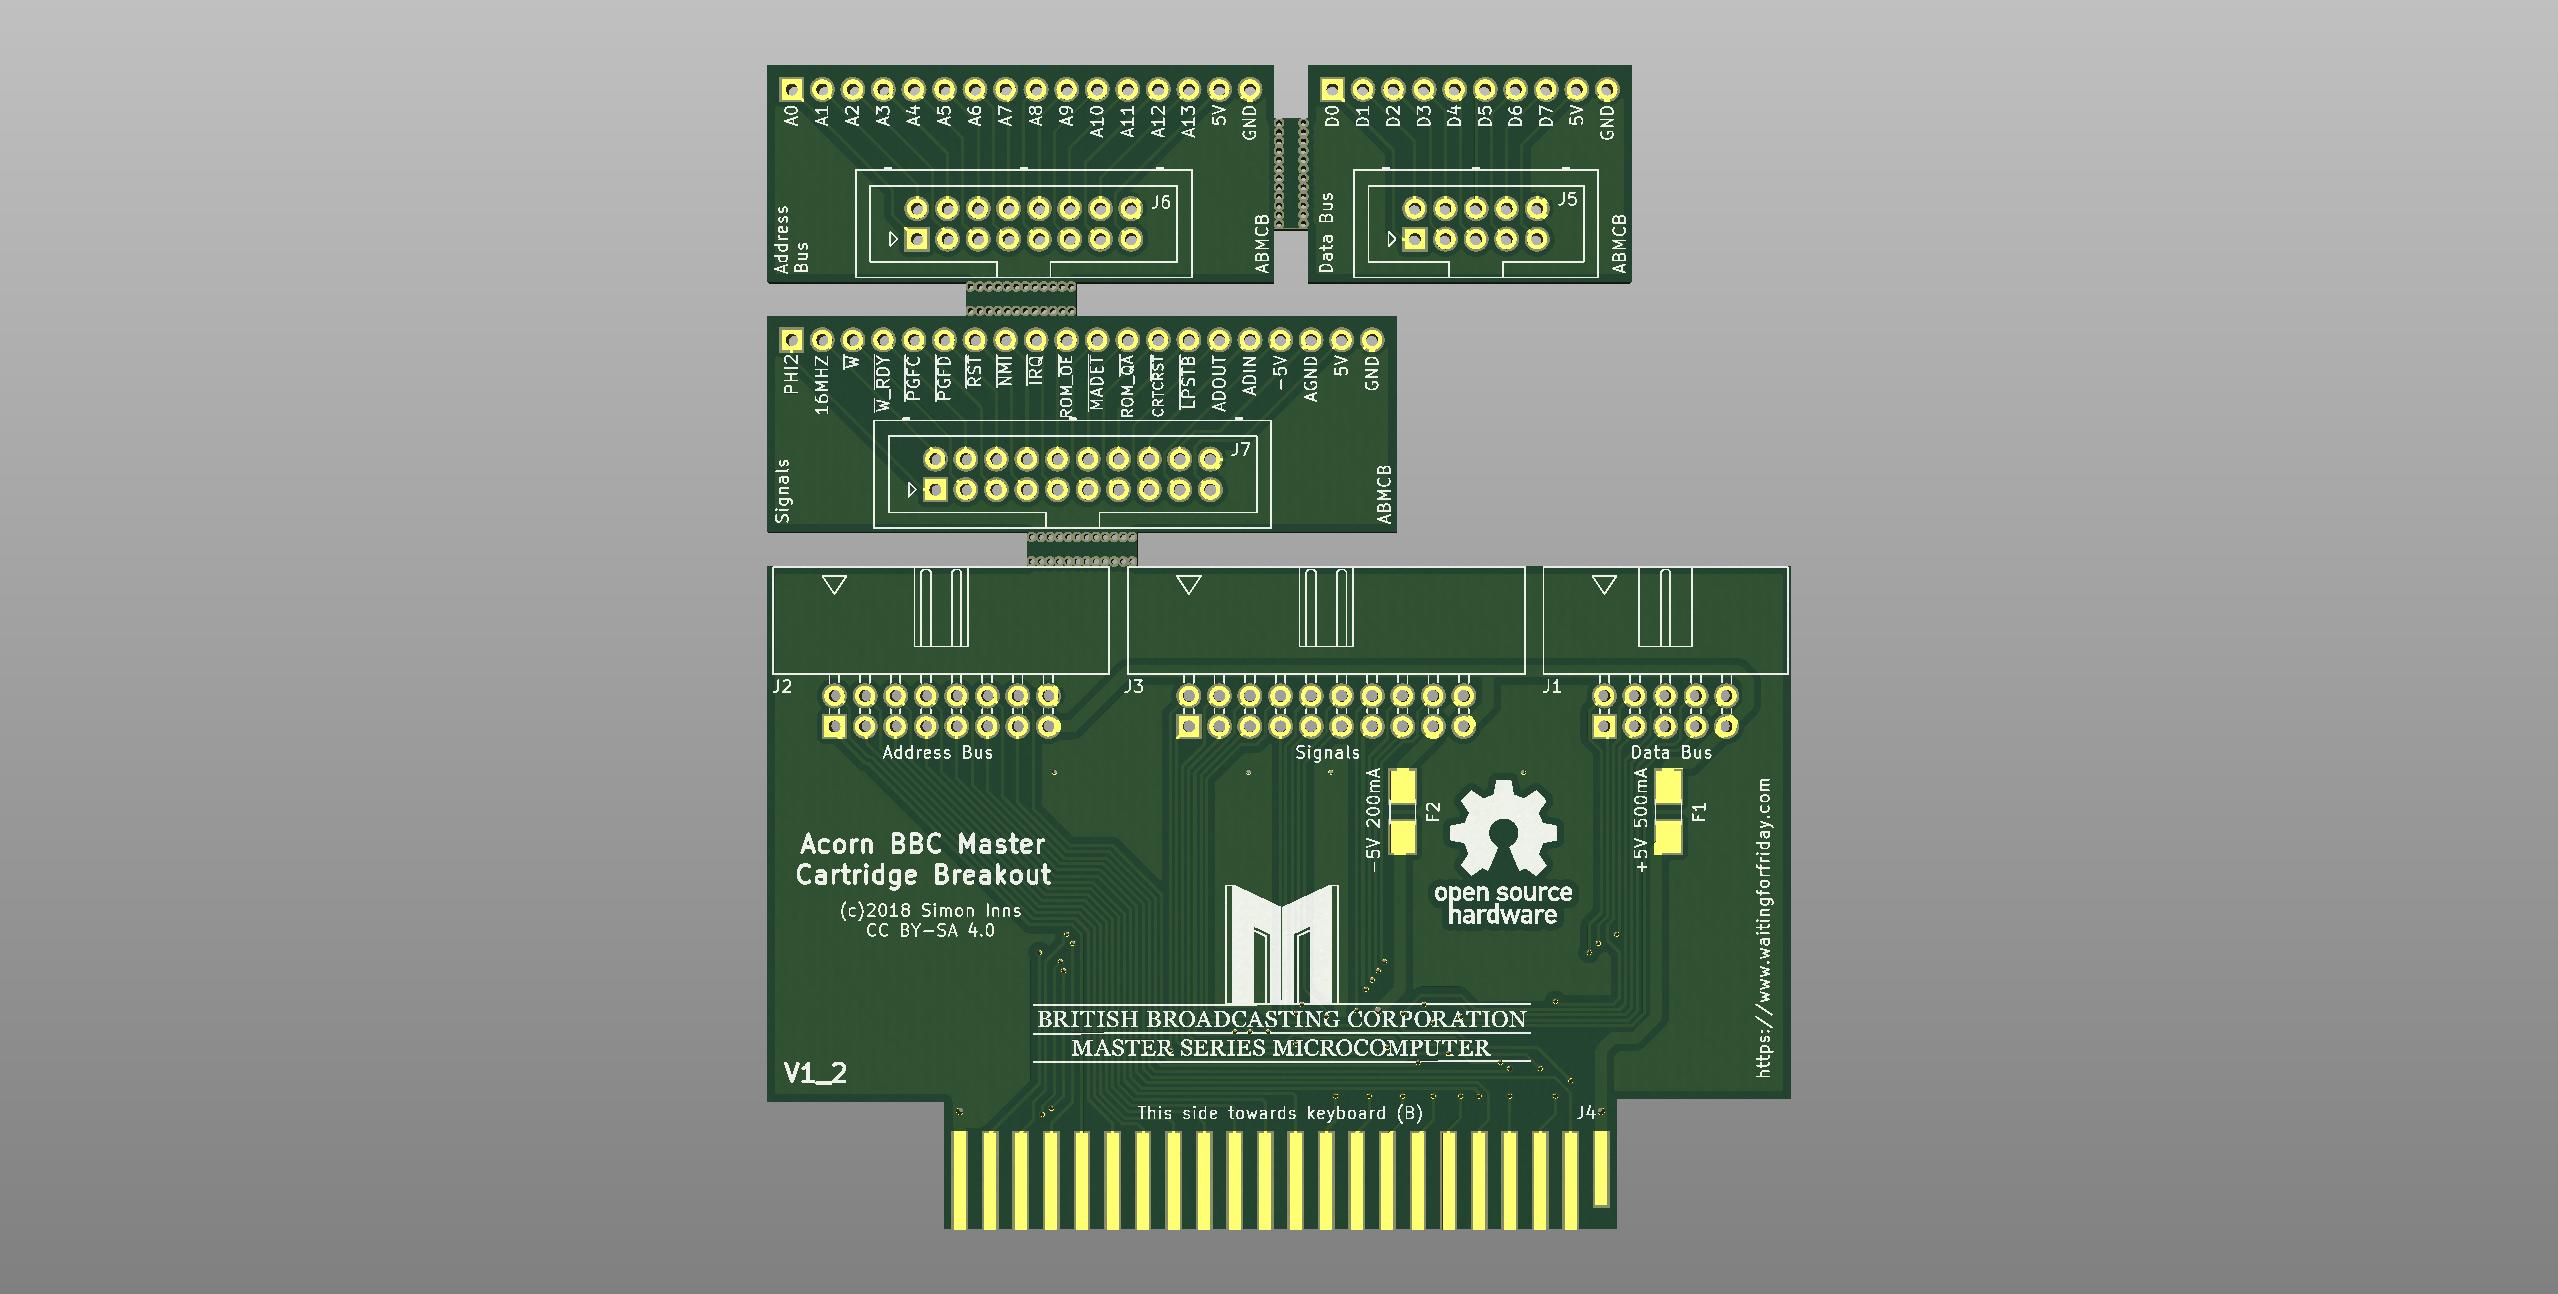 A0 A1 A2 A3 A4 A5 A6 A7 A8 A9 A10 A11 A12 A13 5V GND
Address
Bus
J6
ABMCB
D0 D1 D2 D3 D4 D5 D6 D7 5V GND
Data Bus
J5
ABMCB
PHI2 16MHZ W W_RDY PGFC PGFD RST NMI IRQ ROM_OE MADET ROM_QA CRTCRST LPSTB ADOUT ADIN -5V AGND 5V GND
Signals
J7
ABMCB
J2
J3
J1
Address Bus
Signals
Data Bus
-5V 200mA
F2
+5V 500mA
F1
Acorn BBC Master
Cartridge Breakout
(c)2018 Simon Inns
CC BY-SA 4.0
open source
hardware
https://www.waitingforfriday.com
BRITISH BROADCASTING CORPORATION
MASTER SERIES MICROCOMPUTER
V1_2
This side towards keyboard (B)
J4